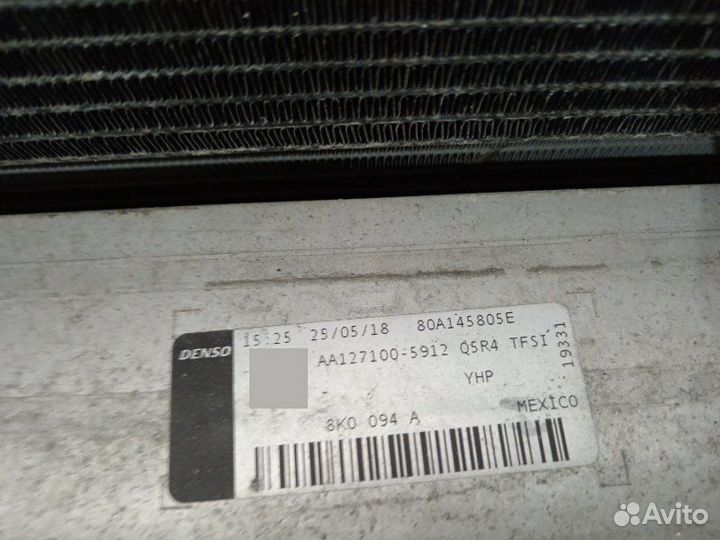 15:25 25/05/18 80A145805E
DENSO
AA127100-5912 Q5R4 TFSI
19331
YHP
8K0 094 A
MEXICO
Avito